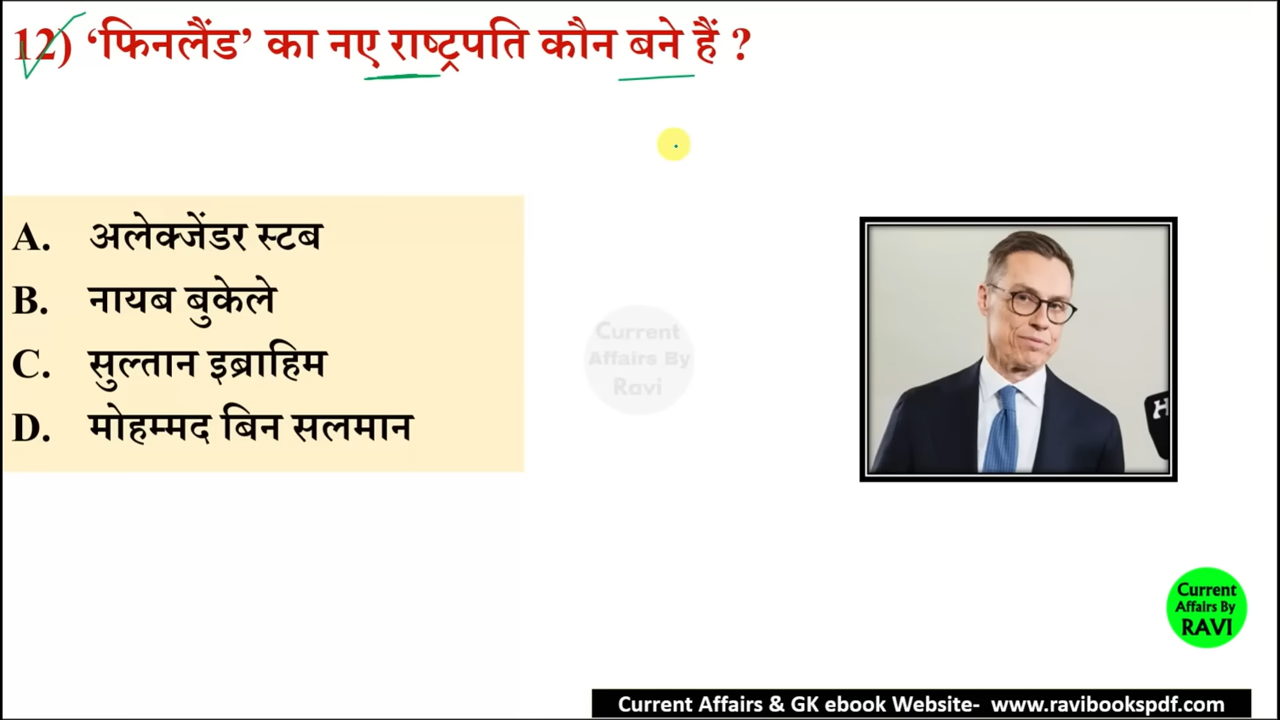 12) ‘फिनलैंड’ का नए राष्ट्रपति कौन बने हैं ?
A. अलेक्जेंडर स्टब
B. नायब बुकेले
C. सुल्तान इब्राहिम
D. मोहम्मद बिन सलमान
Current
Affairs By
Ravi
H
Current
Affairs By
RAVI
Current Affairs & GK ebook Website- www.ravibookspdf.com